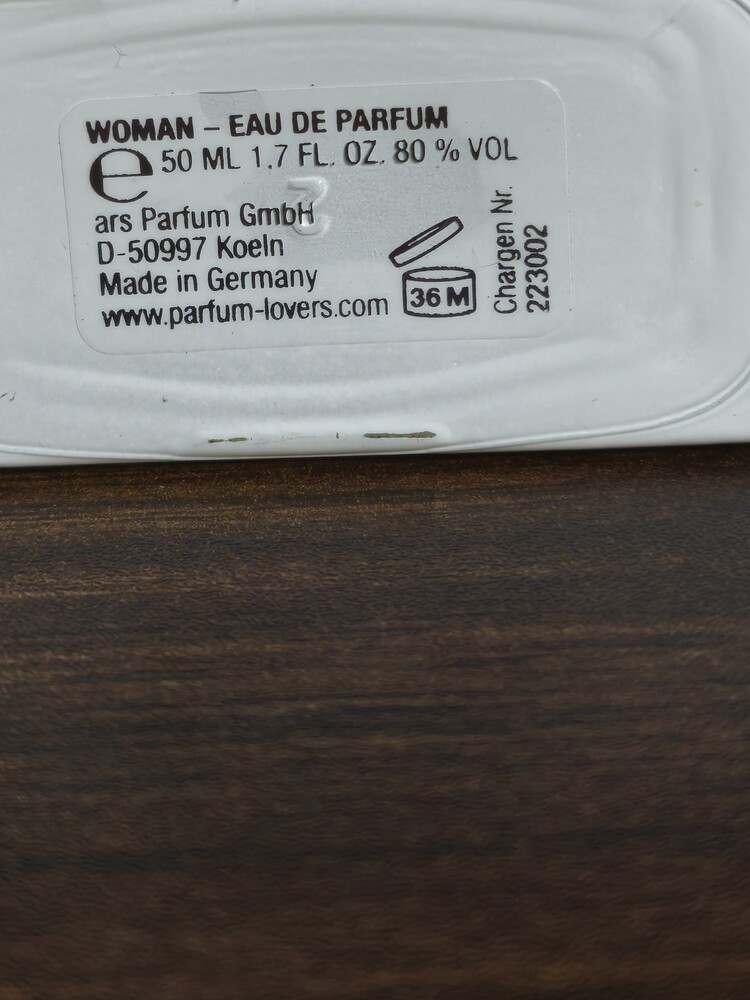 WOMAN – EAU DE PARFUM
℮ 50 ML 1.7 FL. OZ. 80 % VOL
ars Parfum GmbH
D-50997 Koeln
Made in Germany
www.parfum-lovers.com
36 M
Chargen Nr.
223002
2